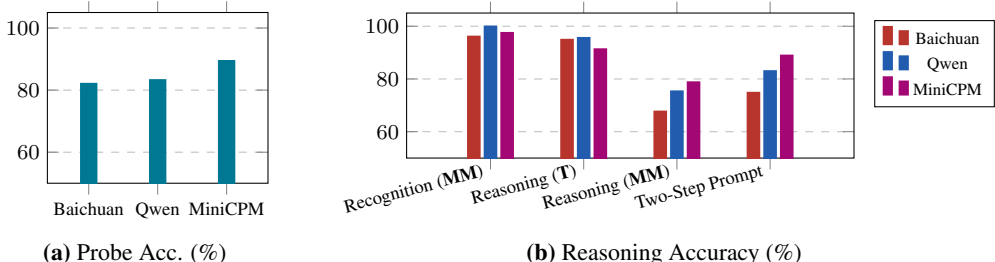 100
80
60
Baichuan Qwen MiniCPM
(a) Probe Acc. (%)
100
80
60
Recognition (MM)
Reasoning (T)
Reasoning (MM)
Two-Step Prompt
Baichuan
Qwen
MiniCPM
(b) Reasoning Accuracy (%)